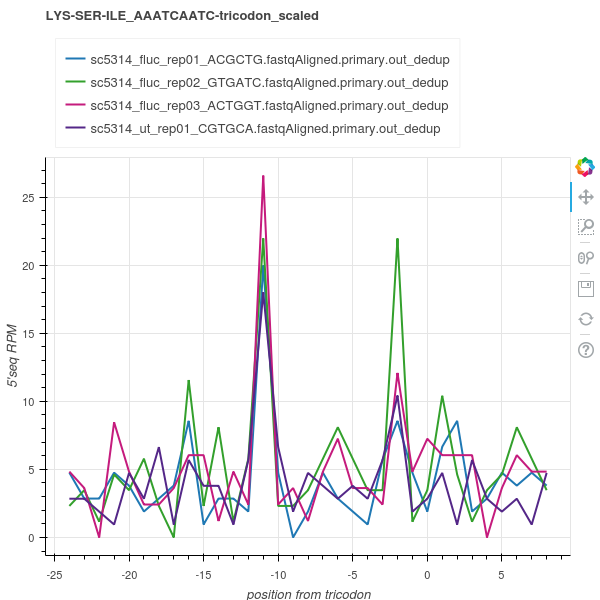 LYS-SER-ILE_AAATCAATC-tricodon_scaled
sc5314_fluc_rep01_ACGCTG.fastqAligned.primary.out_dedup
sc5314_fluc_rep02_GTGATC.fastqAligned.primary.out_dedup
sc5314_fluc_rep03_ACTGGT.fastqAligned.primary.out_dedup
sc5314_ut_rep01_CGTGCA.fastqAligned.primary.out_dedup
25
20
15
10
5
0
5'seq RPM
-25 -20 -15 -10 -5 0 5
position from tricodon